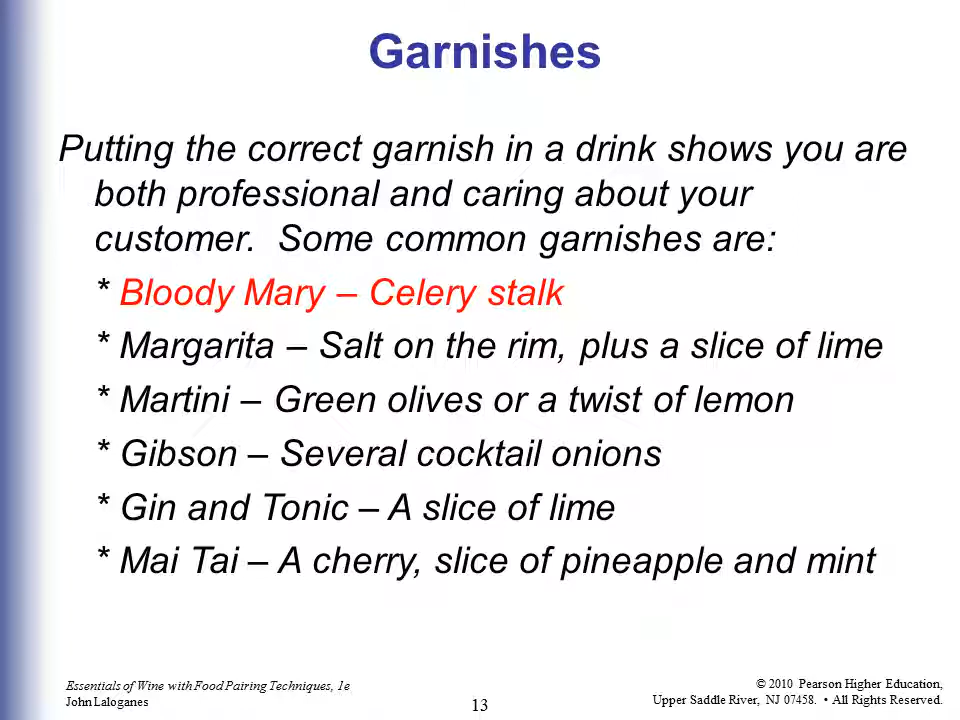 Garnishes
Putting the correct garnish in a drink shows you are
both professional and caring about your
customer.  Some common garnishes are:
* Bloody Mary – Celery stalk
* Margarita – Salt on the rim, plus a slice of lime
* Martini – Green olives or a twist of lemon
* Gibson – Several cocktail onions
* Gin and Tonic – A slice of lime
* Mai Tai – A cherry, slice of pineapple and mint
Essentials of Wine with Food Pairing Techniques, 1e
John Laloganes
13
© 2010 Pearson Higher Education,
Upper Saddle River, NJ 07458. • All Rights Reserved.